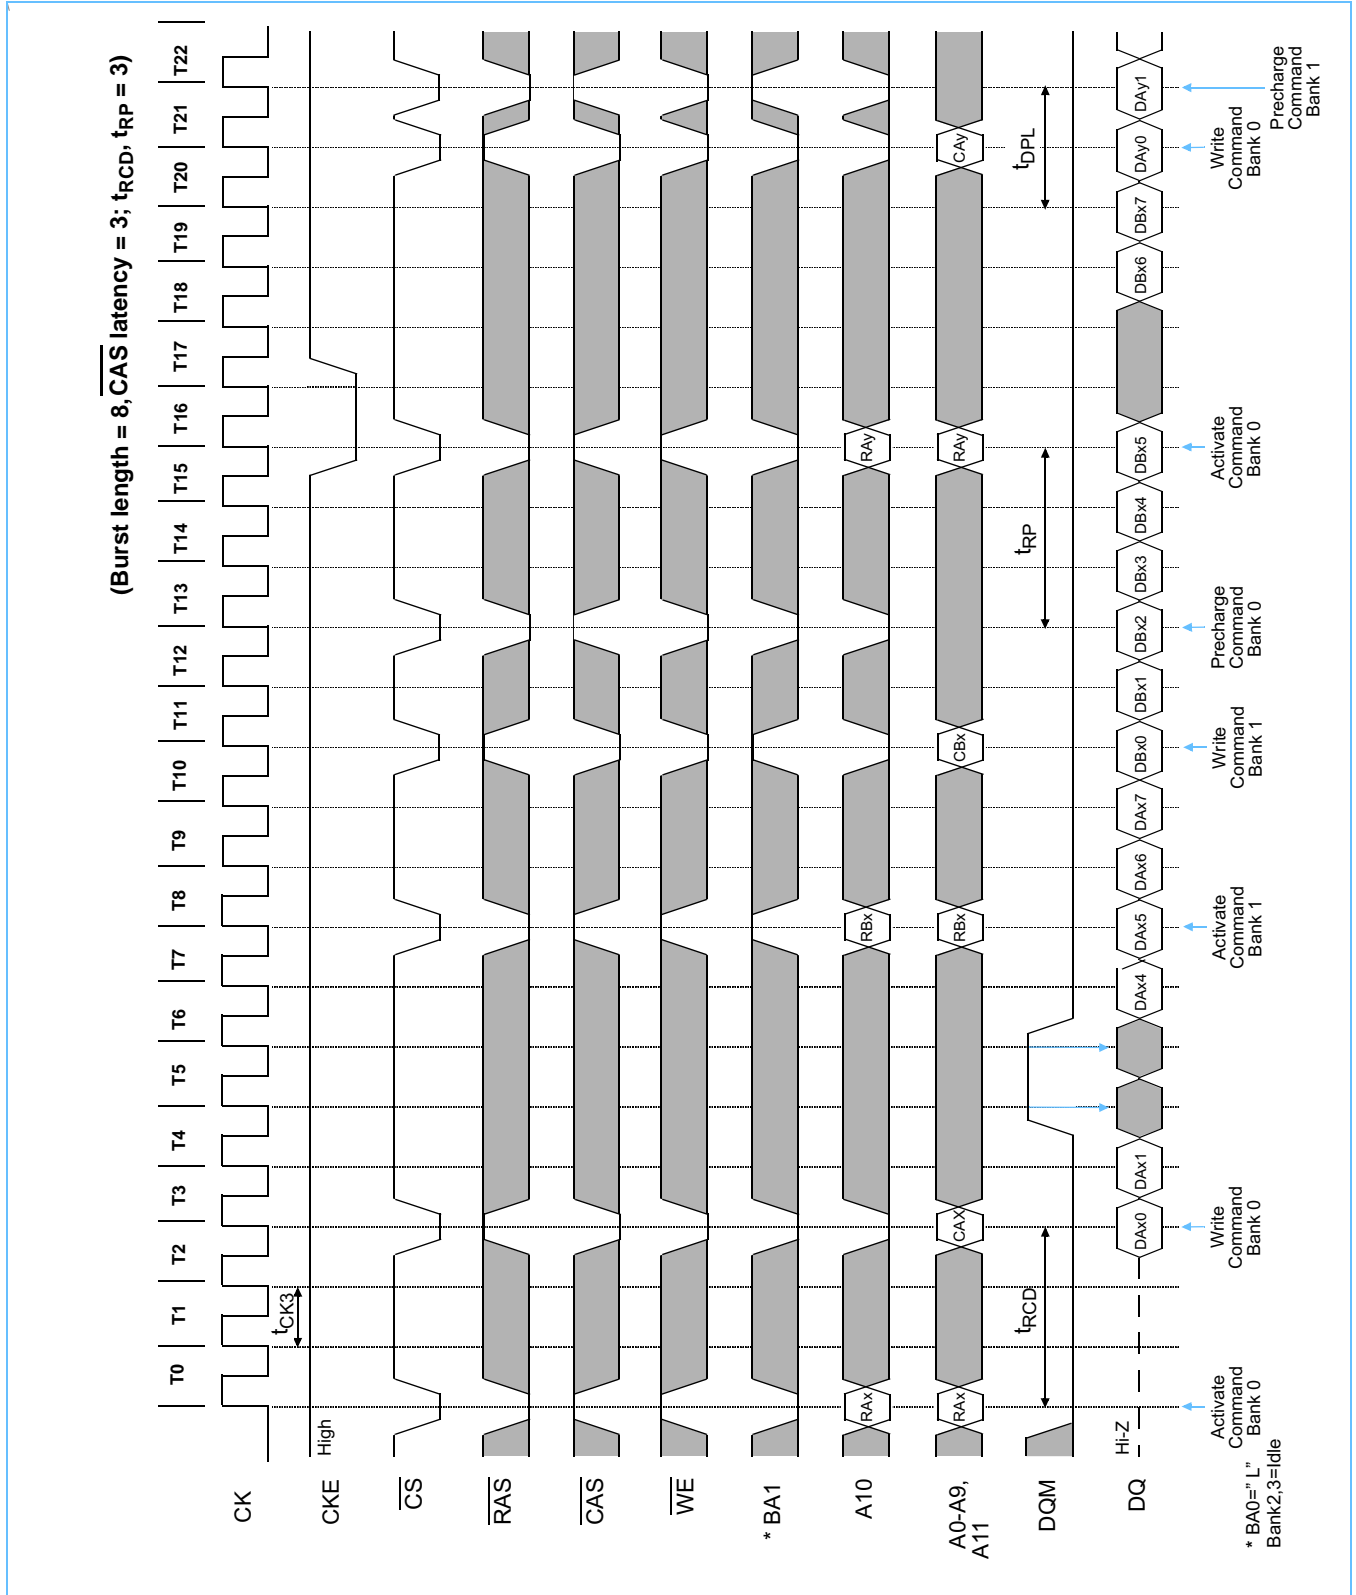 (Burst length = 8, CAS latency = 3; tRCD, tRP = 3)
T0 T1 T2 T3 T4 T5 T6 T7 T8 T9 T10 T11 T12 T13 T14 T15 T16 T17 T18 T19 T20 T21 T22
CK
tCK3
CKE
High
CS
RAS
CAS
WE
* BA1
A10
RAx RBx RAy
A0-A9,
A11
RAx CAX RBx CBx RAy CAy
DQM
tRCD tRP tDPL
DQ
Hi-Z
DAx0 DAx1 DAx4 DAx5 DAx6 DAx7 DBx0 DBx1 DBx2 DBx3 DBx4 DBx5 DBx6 DBx7 DAy0 DAy1
Activate
Command
Bank 0
Write
Command
Bank 0
Activate
Command
Bank 1
Write
Command
Bank 1
Precharge
Command
Bank 0
Activate
Command
Bank 0
Write
Command
Bank 0
Precharge
Command
Bank 1
* BA0=" L"
Bank2,3=Idle